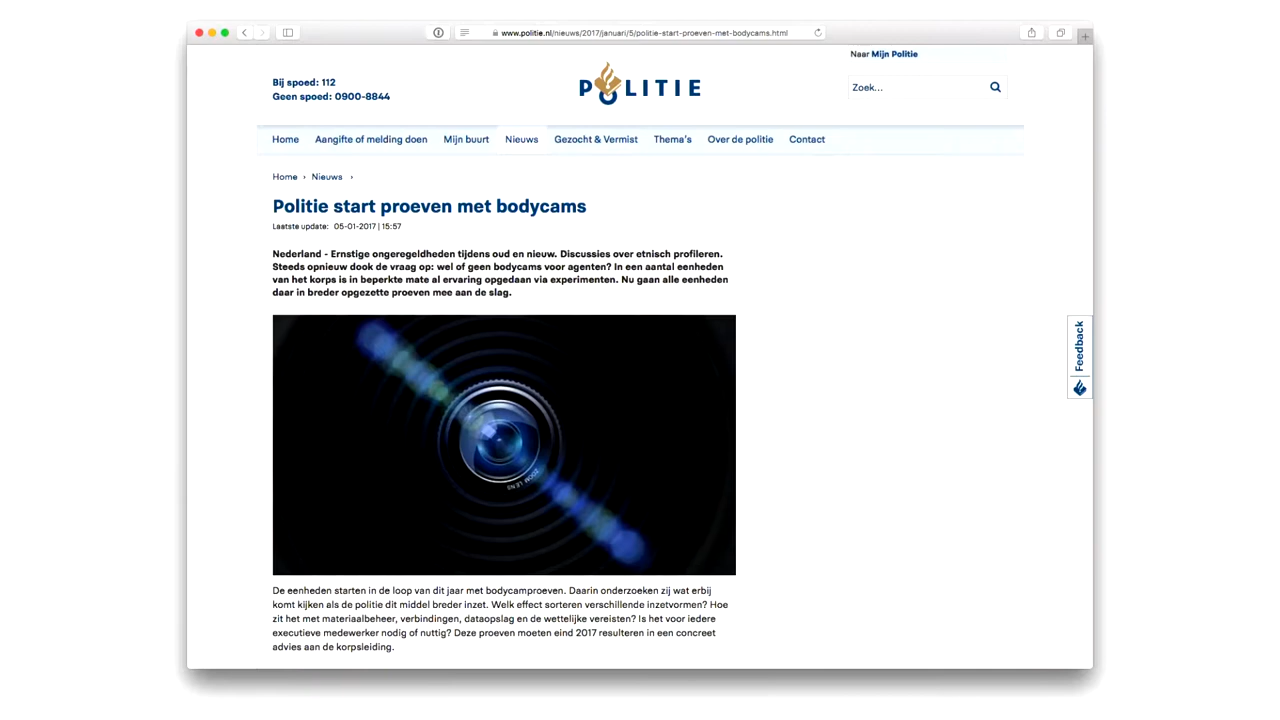 www.politie.nl/nieuws/2017/januari/5/politie-start-proeven-met-bodycams.html
Naar Mijn Politie
Bij spoed: 112
Geen spoed: 0900-8844
POLITIE
Zoek...
Home Aangifte of melding doen Mijn buurt Nieuws Gezocht & Vermist Thema's Over de politie Contact
Home › Nieuws ›
Politie start proeven met bodycams
Laatste update: 05-01-2017 | 15:57
Nederland - Ernstige ongeregeldheden tijdens oud en nieuw. Discussies over etnisch profileren.
Steeds opnieuw dook de vraag op: wel of geen bodycams voor agenten? In een aantal eenheden
van het korps is in beperkte mate al ervaring opgedaan via experimenten. Nu gaan alle eenheden
daar in breder opgezette proeven mee aan de slag.
Feedback
ZOOM LENS
De eenheden starten in de loop van dit jaar met bodycamproeven. Daarin onderzoeken zij wat erbij
komt kijken als de politie dit middel breder inzet. Welk effect sorteren verschillende inzetvormen? Hoe
zit het met materiaalbeheer, verbindingen, dataopslag en de wettelijke vereisten? Is het voor iedere
executieve medewerker nodig of nuttig? Deze proeven moeten eind 2017 resulteren in een concreet
advies aan de korpsleiding.